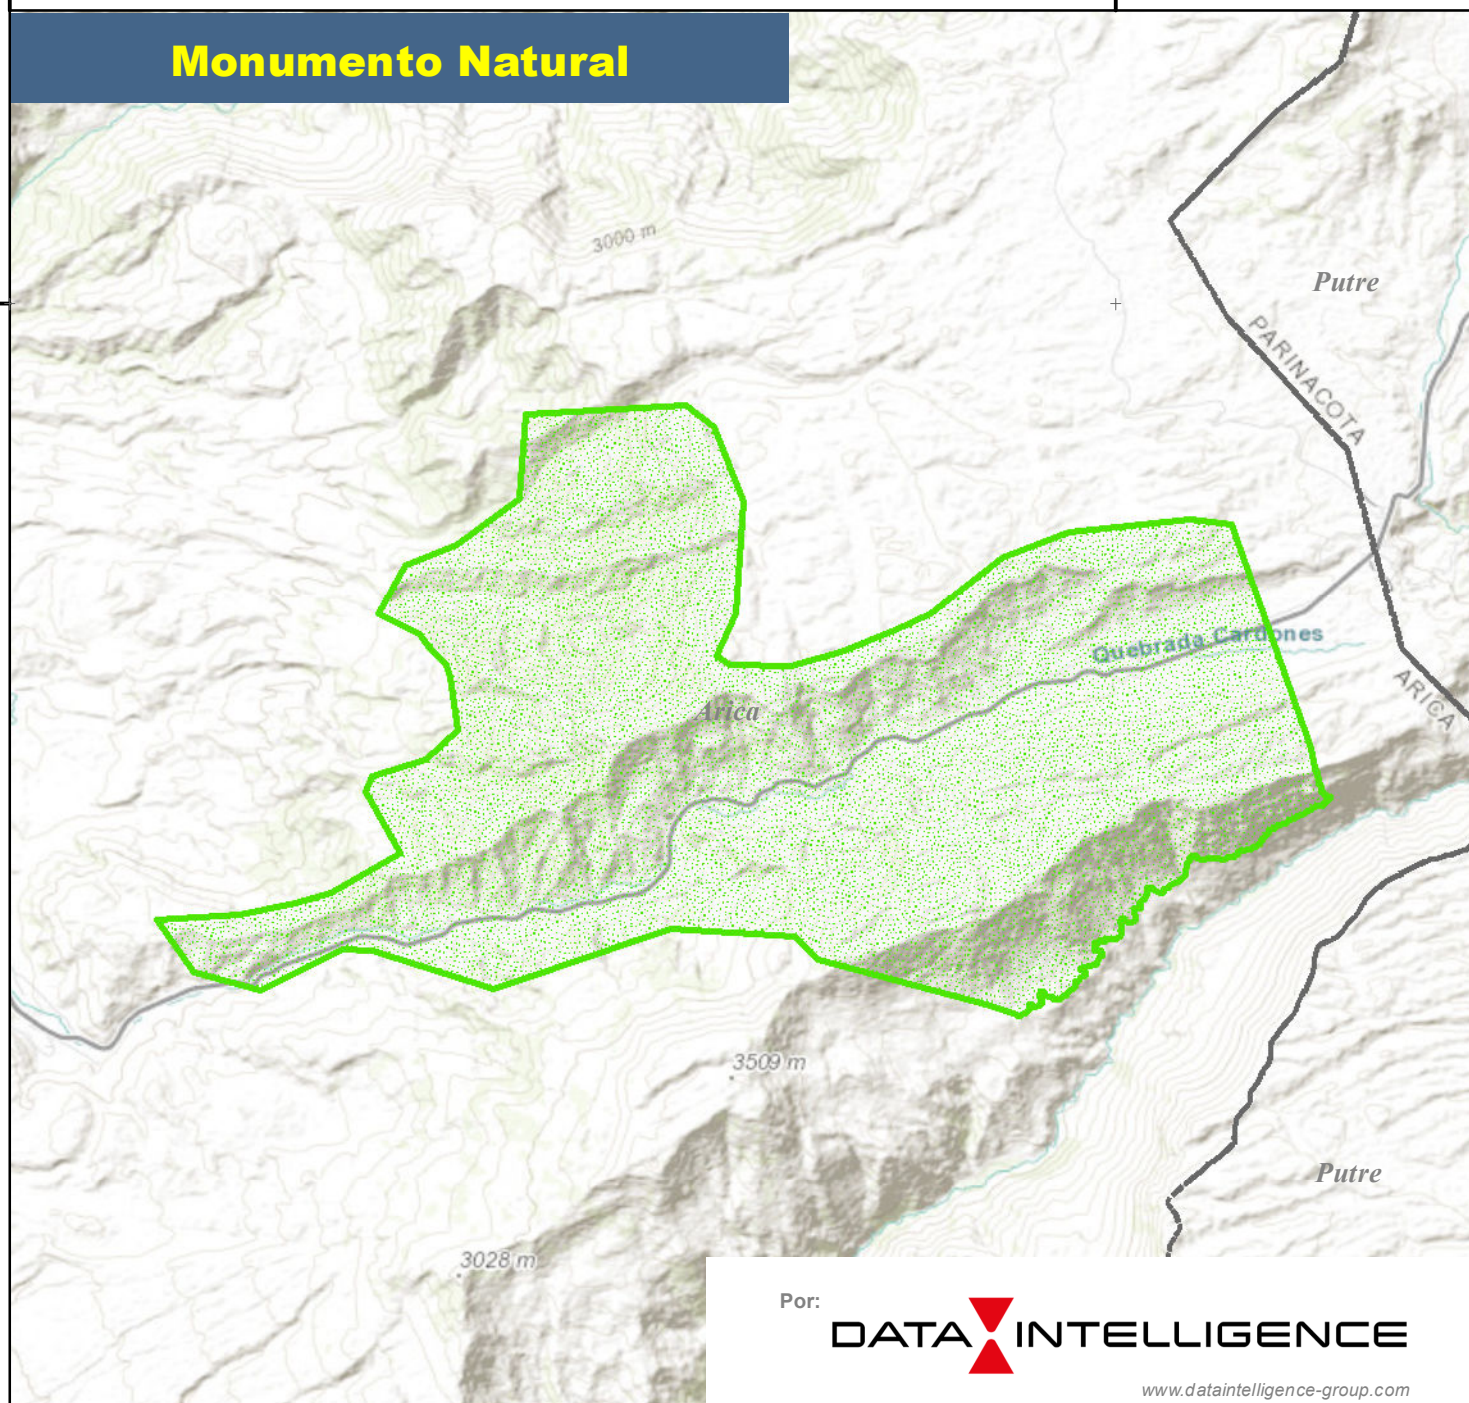 Monumento Natural
3000 m
Putre
PARINACOTA
Quebrada Cardones
ARICA
Arica
3509 m
Putre
3028 m
Por:
DATA INTELLIGENCE
www.dataintelligence-group.com